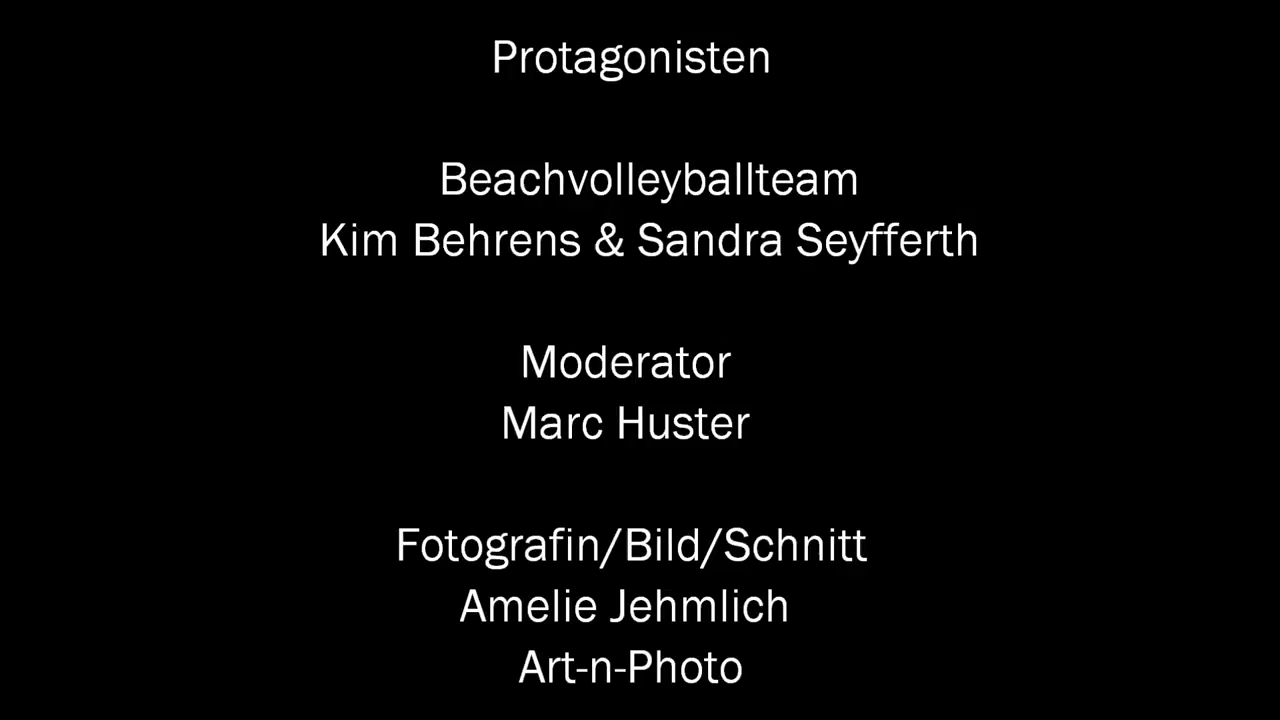 Protagonisten
Beachvolleyballteam
Kim Behrens & Sandra Seyfferth
Moderator
Marc Huster
Fotografin/Bild/Schnitt
Amelie Jehmlich
Art-n-Photo